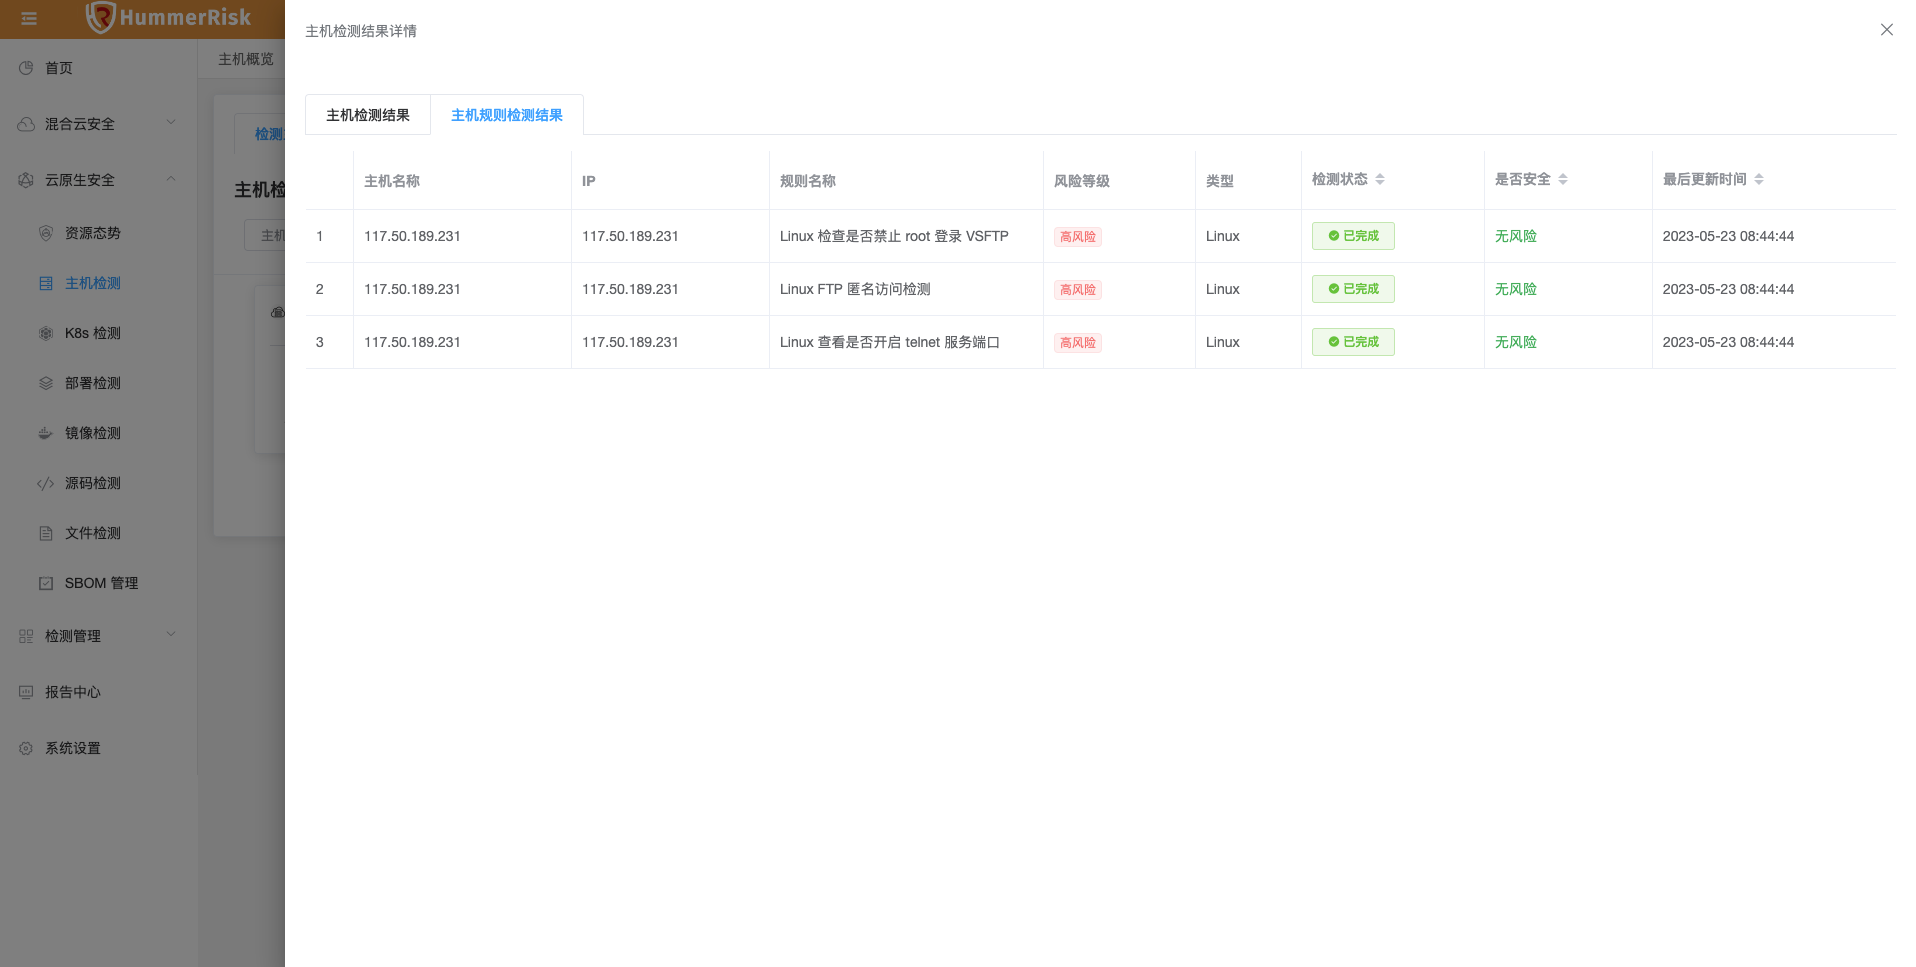 HummerRisk
首页
混合云安全
云原生安全
资源态势
主机检测
K8s 检测
部署检测
镜像检测
源码检测
文件检测
SBOM 管理
检测管理
报告中心
系统设置
主机概览
检测
主机检
主机
主机检测结果详情
主机检测结果 主机规则检测结果
主机名称 IP 规则名称 风险等级 类型 检测状态 是否安全 最后更新时间
1 117.50.189.231 117.50.189.231 Linux 检查是否禁止 root 登录 VSFTP 高风险 Linux 已完成 无风险 2023-05-23 08:44:44
2 117.50.189.231 117.50.189.231 Linux FTP 匿名访问检测 高风险 Linux 已完成 无风险 2023-05-23 08:44:44
3 117.50.189.231 117.50.189.231 Linux 查看是否开启 telnet 服务端口 高风险 Linux 已完成 无风险 2023-05-23 08:44:44